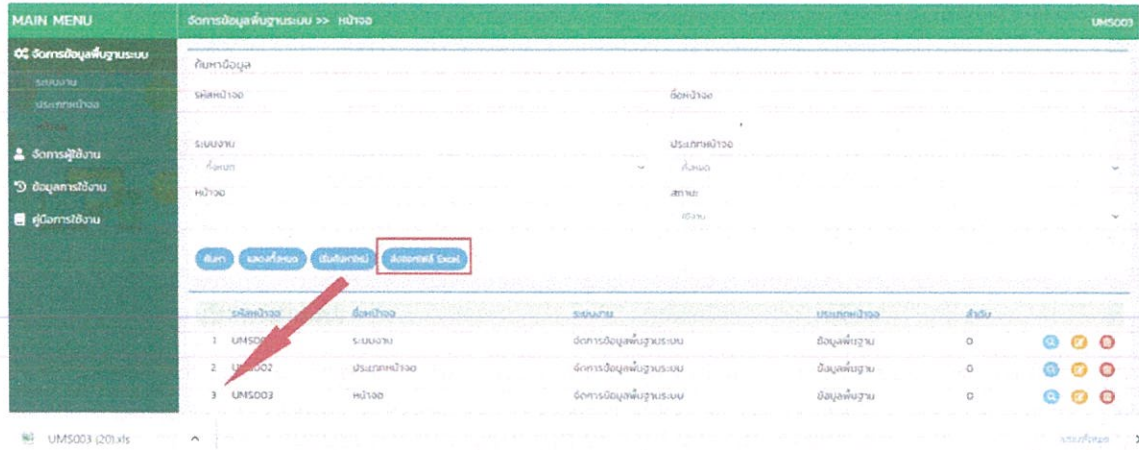 MAIN MENU
จัดการข้อมูลพื้นฐานระบบ >> หน้าจอ
UMS003
จัดการข้อมูลพื้นฐานระบบ
ระบบงาน
ประเภทหน้าจอ
หน้าจอ
จัดการผู้ใช้งาน
ข้อมูลการใช้งาน
คู่มือการใช้งาน
ค้นหาข้อมูล
รหัสหน้าจอ
ชื่อหน้าจอ
ระบบงาน
ประเภทหน้าจอ
ทั้งหมด
ทั้งหมด
หน้าจอ
สถานะ
ใช้งาน
ค้นหา แสดงทั้งหมด เริ่มค้นหาใหม่ ส่งออกไฟล์ Excel
รหัสหน้าจอ ชื่อหน้าจอ ระบบงาน ประเภทหน้าจอ ลำดับ
1 ระบบงาน จัดการข้อมูลพื้นฐานระบบ ข้อมูลพื้นฐาน 0
2 ประเภทหน้าจอ จัดการข้อมูลพื้นฐานระบบ ข้อมูลพื้นฐาน 0
3 UMS003 หน้าจอ จัดการข้อมูลพื้นฐานระบบ ข้อมูลพื้นฐาน 0
UMS003 (20).xls
แสดงทั้งหมด